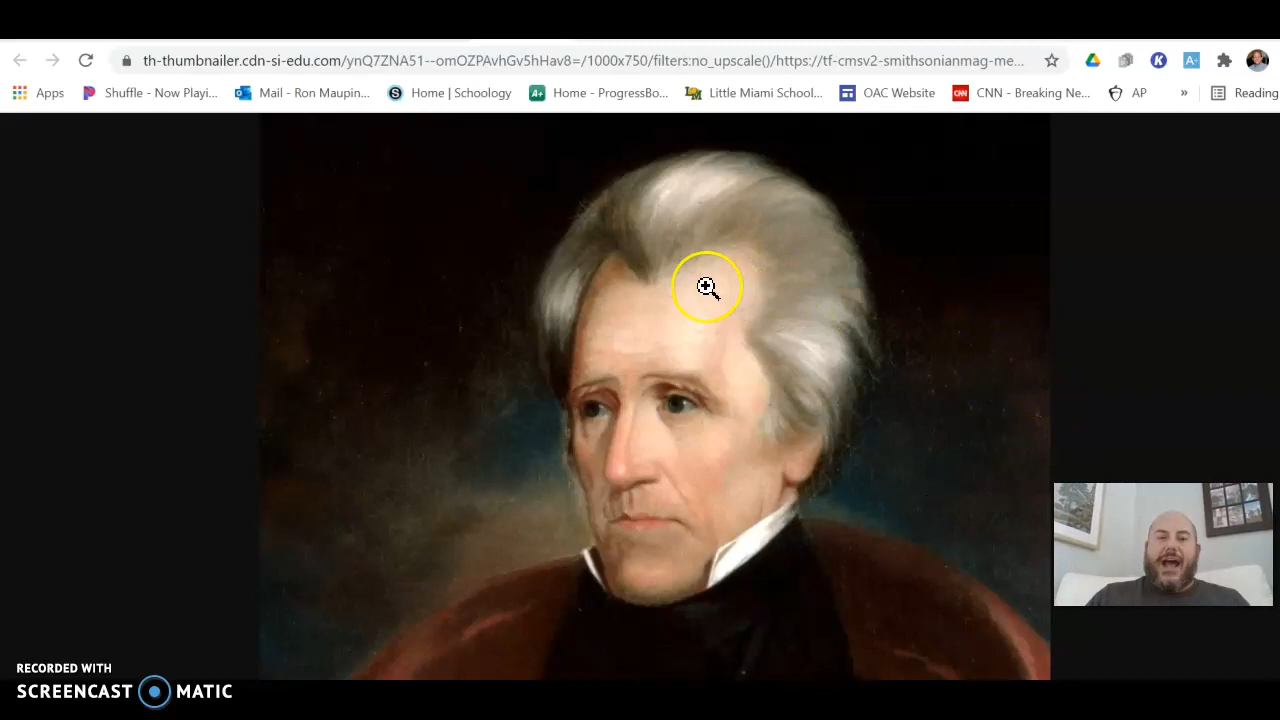 th-thumbnailer.cdn-si-edu.com/ynQ7ZNA51--omOZPAvhGv5hHav8=/1000x750/filters:no_upscale()/https://tf-cmsv2-smithsonianmag-me...
Apps Shuffle - Now Playi... Mail - Ron Maupin... Home | Schoology A+ Home - ProgressBo... Little Miami School... OAC Website CNN CNN - Breaking Ne... AP » Reading
RECORDED WITH
SCREENCAST MATIC